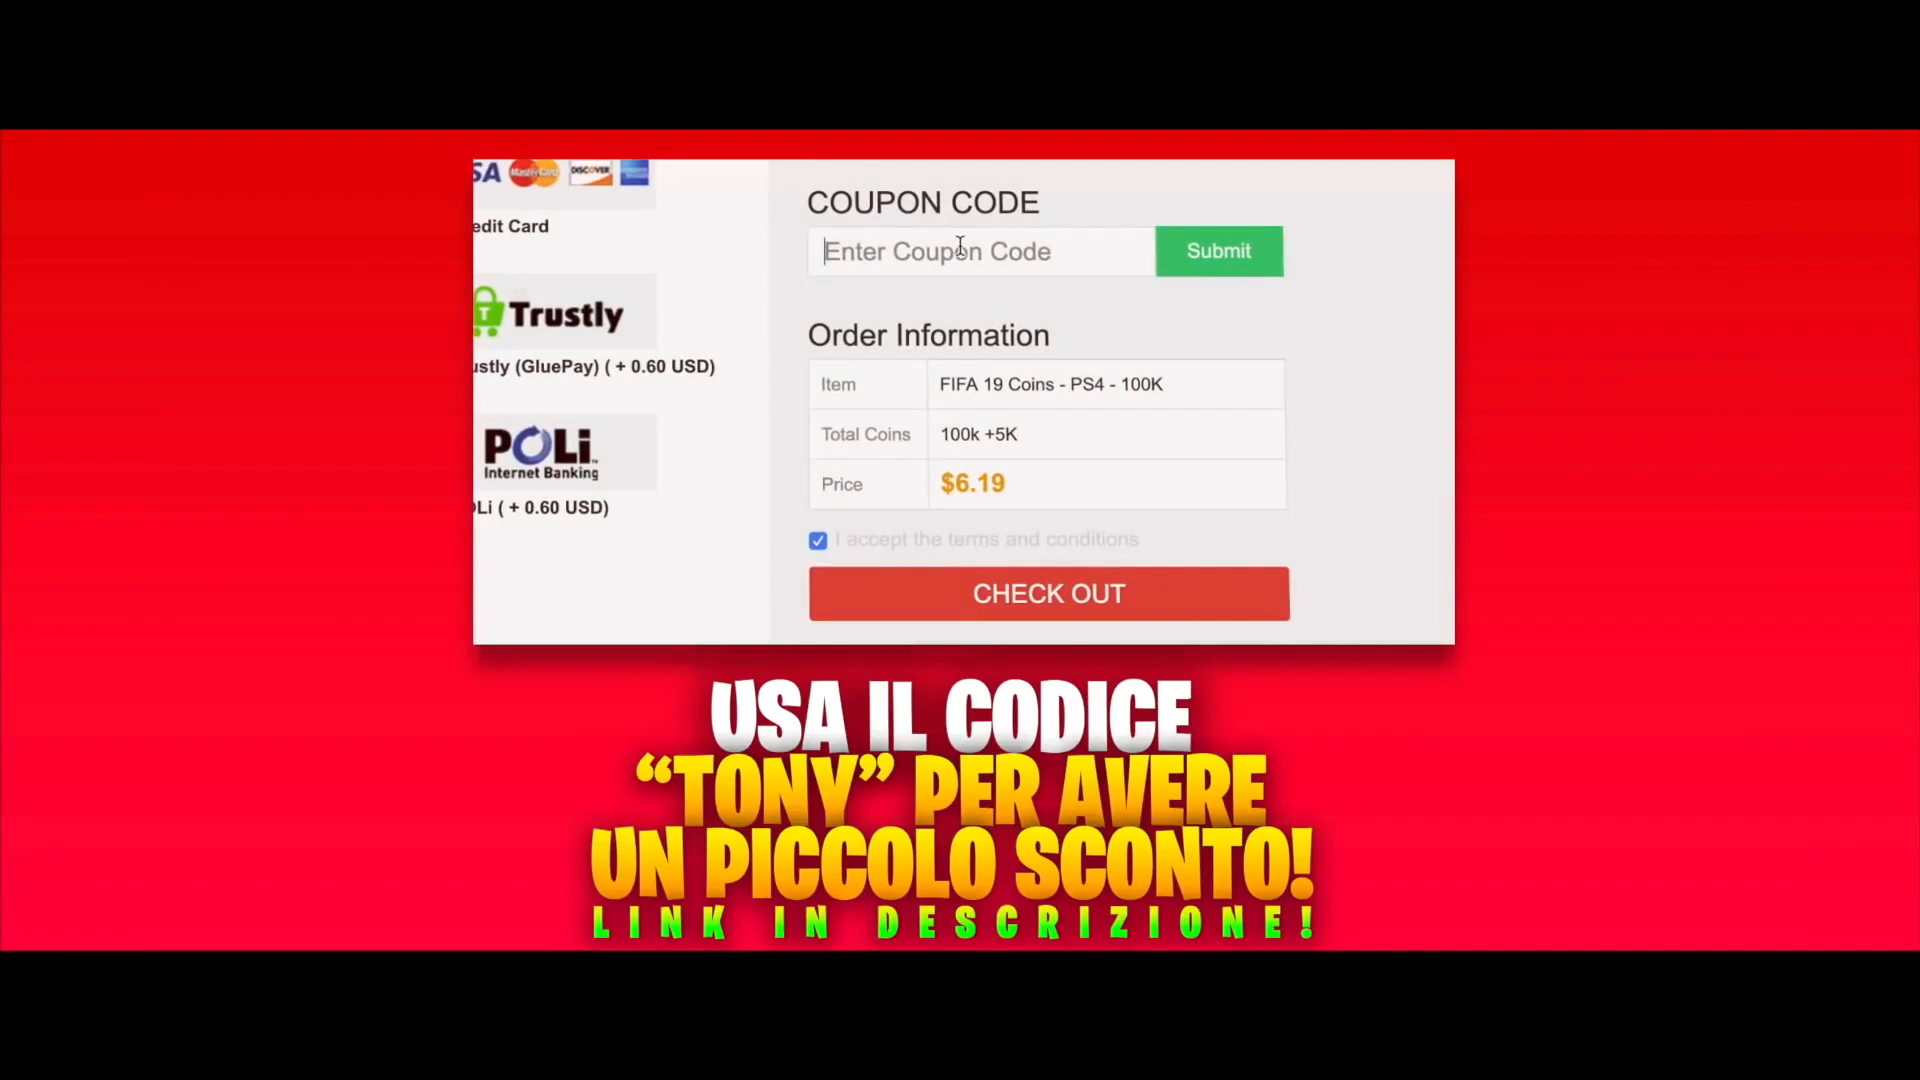 SA MasterCard DISCOVER
edit Card
T Trustly
ustly (GluePay) ( + 0.60 USD)
POLi
Internet Banking
Li ( + 0.60 USD)
COUPON CODE
Enter Coupon Code
Submit
Order Information
Item FIFA 19 Coins - PS4 - 100K
Total Coins 100k +5K
Price $6.19
I accept the terms and conditions
CHECK OUT
USA IL CODICE
“TONY” PER AVERE
UN PICCOLO SCONTO!
LINK IN DESCRIZIONE!